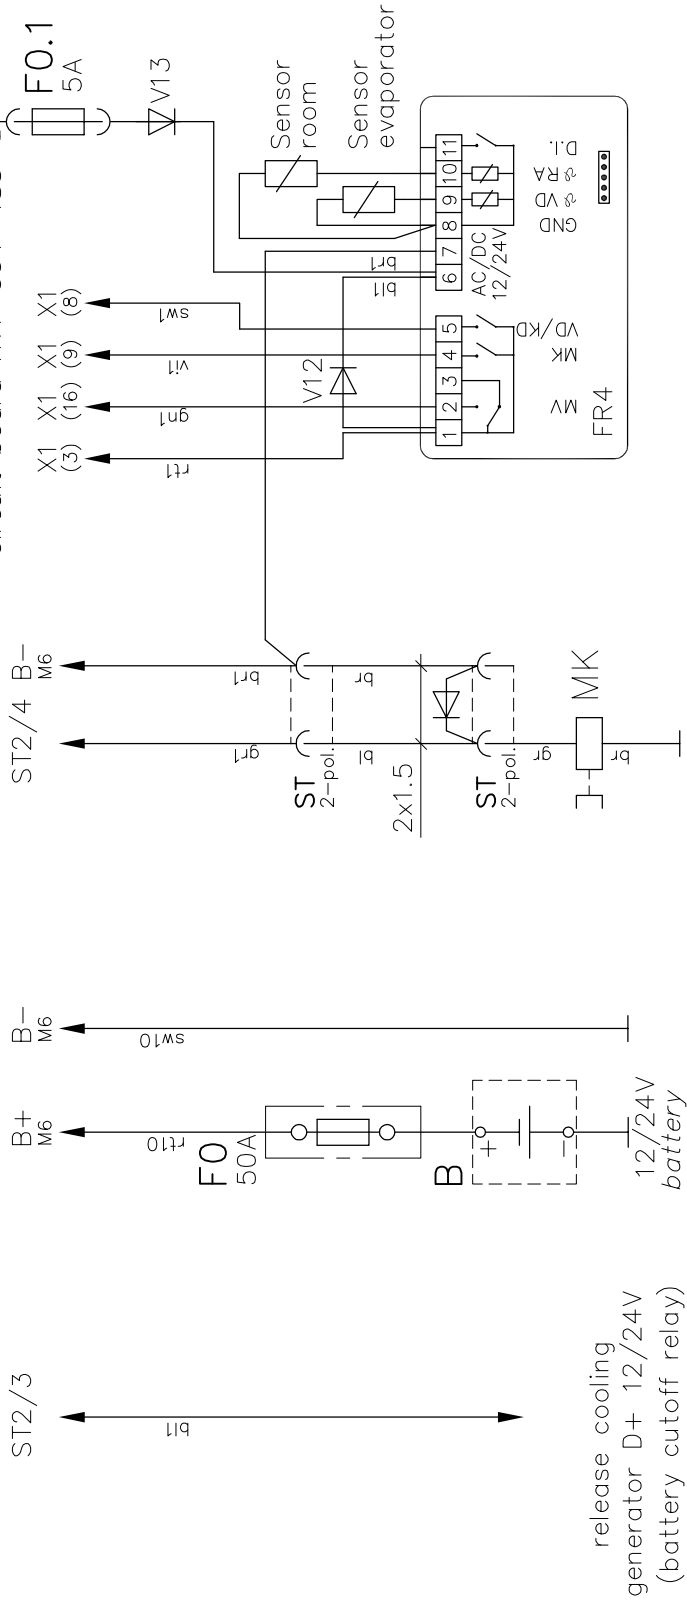 ST2/3
bl1
release cooling
generator D+ 12/24V
(battery cutoff relay)
B+
M6
rt10
F0
50A
B
+
−
12/24V
battery
B−
M6
sw10
ST2/4
gr1
ST
2-pol.
bl
2x1.5
ST
2-pol.
gr
br
MK
B−
M6
br1
br
X1
(3)
rt1
X1
(16)
gn1
X1
(9)
vi1
X1
(8)
sw1
V12
bl1
br1
F0.1
5A
V13
Sensor
room
Sensor
evaporator
1
2
3
4
5
6
7
8
9
10
11
AC/DC
12/24V
MV
MK
VD/KD
GND
ϑ VD
ϑ RA
D.I.
FR4